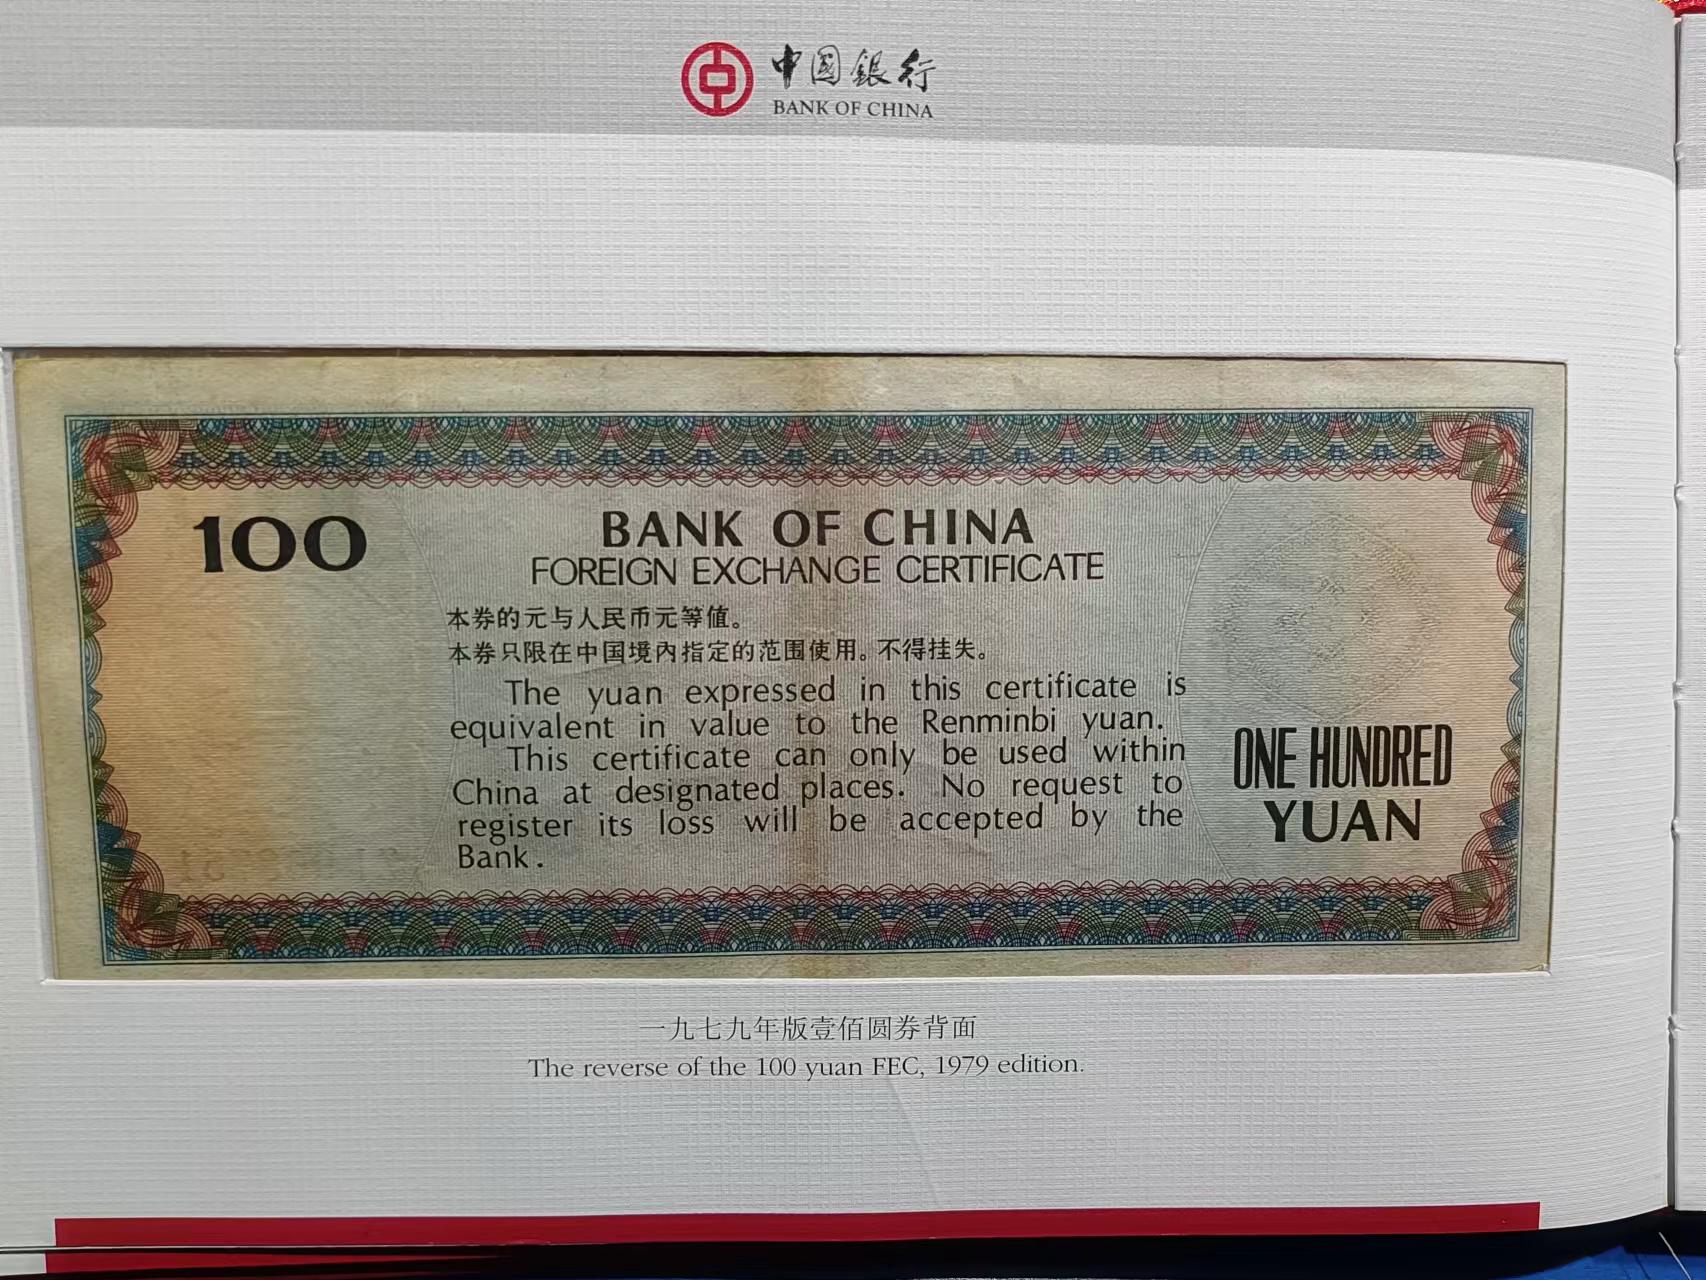 中国銀行
BANK OF CHINA
100
BANK OF CHINA
FOREIGN EXCHANGE CERTIFICATE
本券的元与人民币元等值。
本券只限在中国境内指定的范围使用。不得挂失。
The yuan expressed in this certificate is
equivalent in value to the Renminbi yuan.
This certificate can only be used within
China at designated places. No request to
register its loss will be accepted by the
Bank.
ONE HUNDRED
YUAN
一九七九年版壹佰圆券背面
The reverse of the 100 yuan FEC, 1979 edition.